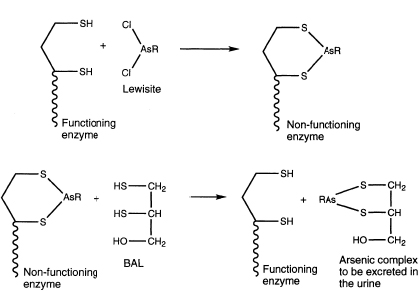 SH
SH
+
Cl
AsR
Cl
Lewisite
Functioning
enzyme
S
AsR
S
Non-functioning
enzyme
S
AsR
S
Non-functioning
enzyme
+
HS—CH₂
HS—CH
HO—CH₂
BAL
SH
SH
Functioning
enzyme
+
RAs
S—CH₂
S—CH
HO—CH₂
Arsenic complex
to be excreted in
the urine